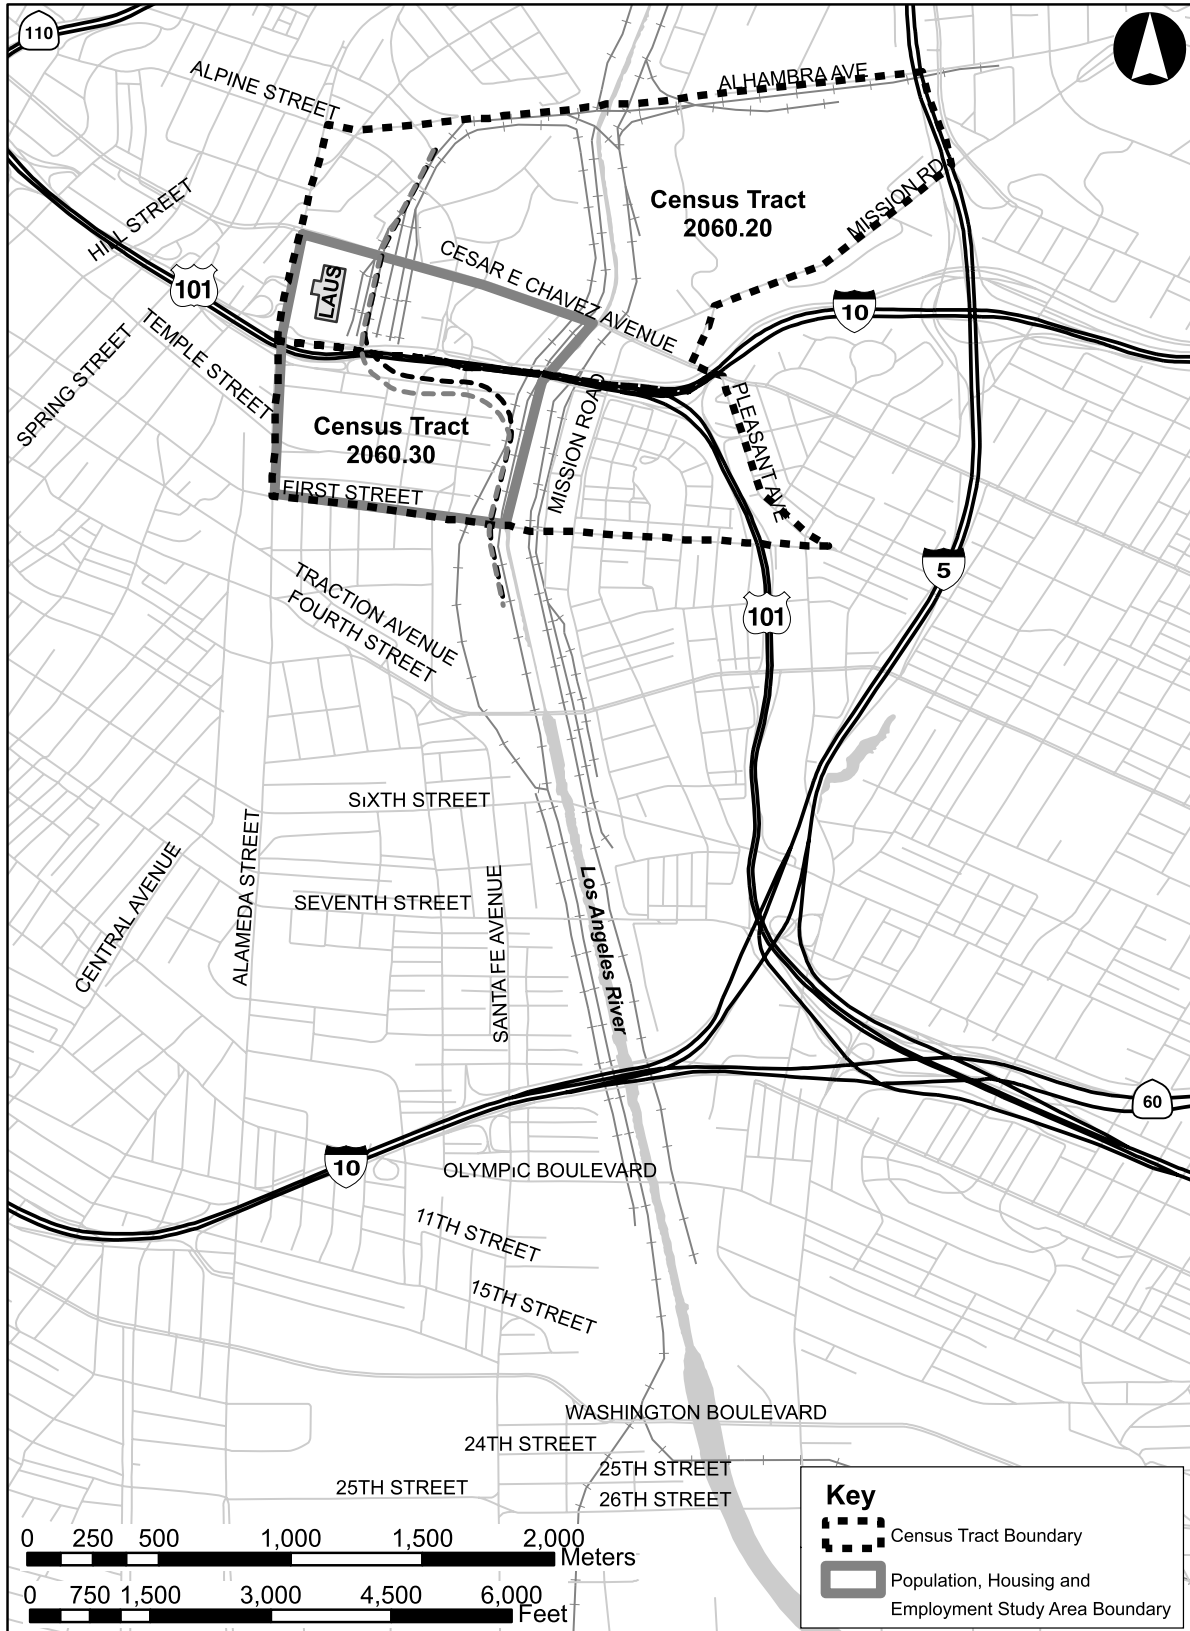 110
ALPINE STREET
ALHAMBRA AVE
Census Tract
2060.20
MISSION RD
HILL STREET
CESAR E CHAVEZ AVENUE
LAUS
101
10
TEMPLE STREET
SPRING STREET
Census Tract
2060.30
MISSION ROAD
PLEASANT AVE
FIRST STREET
5
101
TRACTION AVENUE
FOURTH STREET
SıXTH STREET
CENTRAL AVENUE
ALAMEDA STREET
SEVENTH STREET
SANTA FE AVENUE
Los Angeles River
60
10
OLYMPıC BOULEVARD
11TH STREET
15TH STREET
WASHINGTON BOULEVARD
24TH STREET
25TH STREET
25TH STREET
26TH STREET
Key
Census Tract Boundary
Population, Housing and
Employment Study Area Boundary
0 250 500 1,000 1,500 2,000
Meters
0 750 1,500 3,000 4,500 6,000
Feet